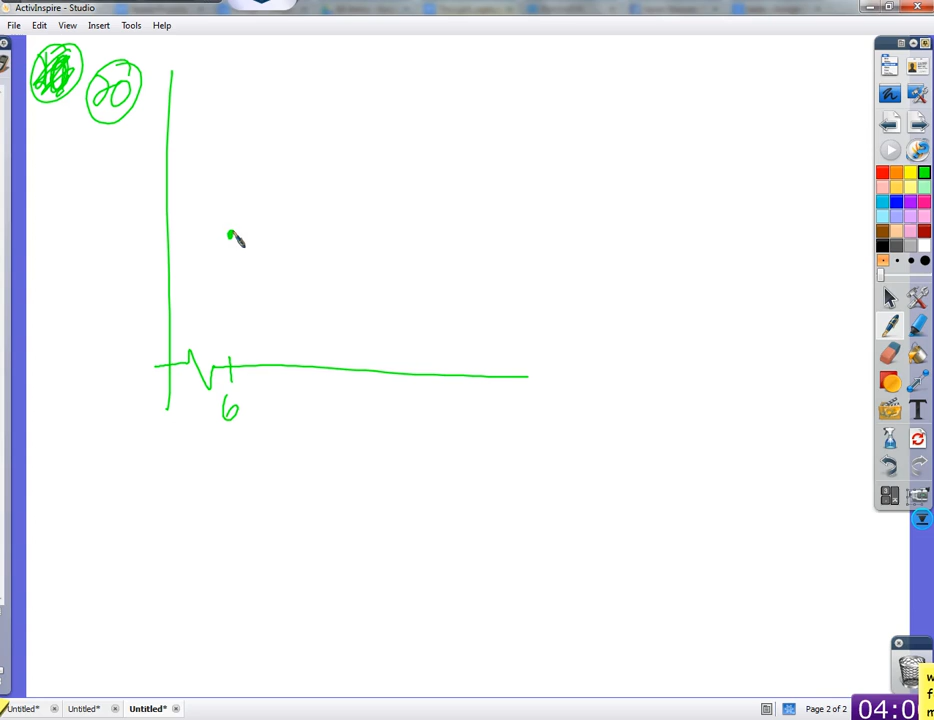 ActivInspire - Studio
File Edit View Insert Tools Help
20
6
Untitled* Untitled* Untitled*
Page 2 of 2
04:0
w
f
m